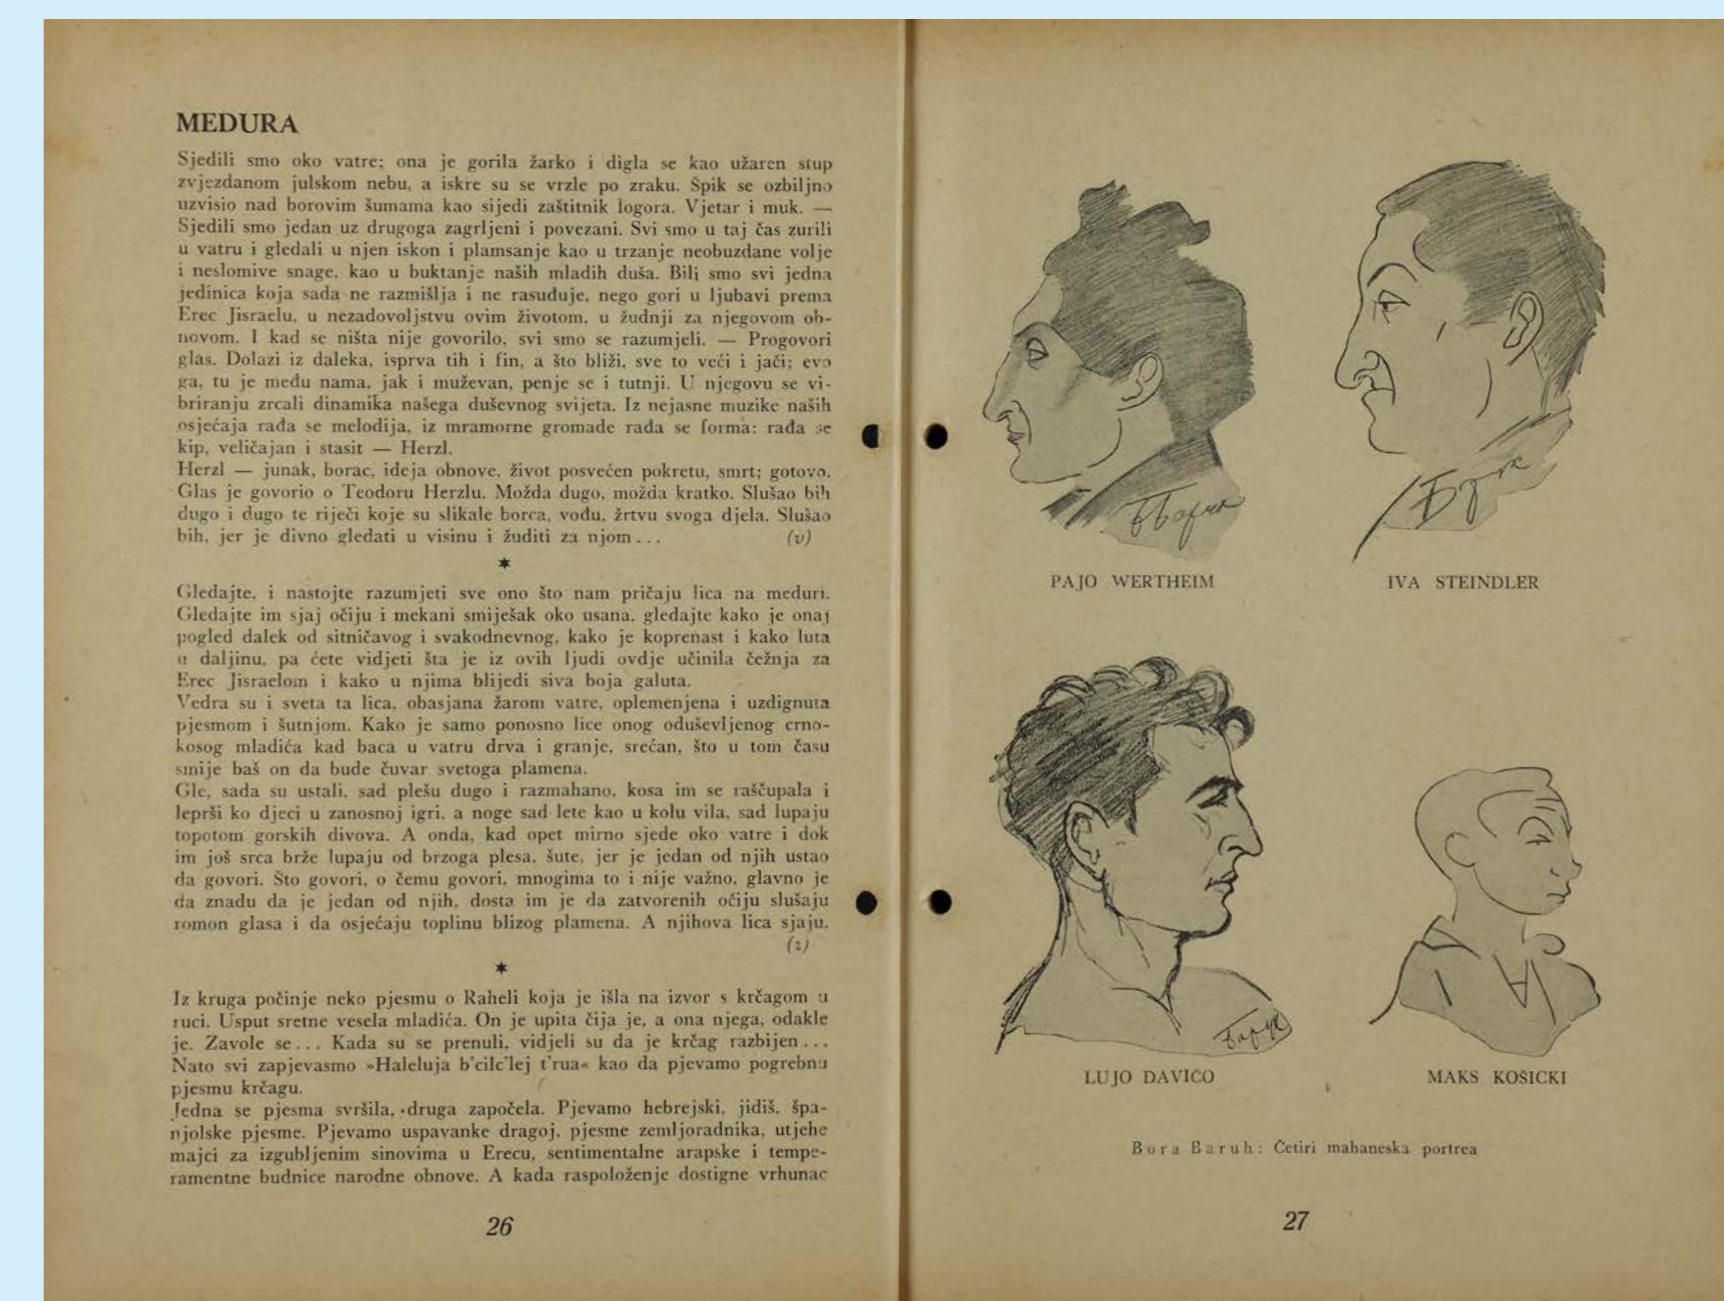 MEDURA
Sjedili smo oko vatre; ona je gorila žarko i digla se kao užaren stup
zvjezdanom julskom nebu, a iskre su se vrzle po zraku. Špik se ozbiljno
uzvisio nad borovim šumama kao sijedi zaštitnik logora. Vjetar i muk. —
Sjedili smo jedan uz drugoga zagrljeni i povezani. Svi smo u taj čas zurili
u vatru i gledali u njen iskon i plamsanje kao u trzanje neobuzdane volje
i neslomive snage, kao u buktanje naših mladih duša. Bili smo svi jedna
jedinica koja sada ne razmišlja i ne rasuđuje, nego gori u ljubavi prema
Erec Jisraelu, u nezadovoljstvu ovim životom, u žudnji za njegovom ob-
novom. I kad se ništa nije govorilo, svi smo se razumjeli. — Progovori
glas. Dolazi iz daleka, isprva tih i fin, a što bliži, sve to veći i jači; evo
ga, tu je među nama, jak i muževan, penje se i tutnji. U njegovu se vi-
briranju zrcali dinamika našega duševnog svijeta. Iz nejasne muzike naših
osjećaja rađa se melodija, iz mramorne gromade rađa se forma: rađa se
kip, veličajan i stasit — Herzl.
Herzl — junak, borac, ideja obnove, život posvećen pokretu, smrt; gotovo.
Glas je govorio o Teodoru Herzlu. Možda dugo, možda kratko. Slušao bih
dugo i dugo te riječi koje su slikale borca, vođu, žrtvu svoga djela. Slušao
bih, jer je divno gledati u visinu i žuditi za njom... (v)
★
Gledajte, i nastojte razumjeti sve ono što nam pričaju lica na meduri.
Gledajte im sjaj očiju i mekani smiješak oko usana, gledajte kako je onaj
pogled dalek od sitničavog i svakodnevnog, kako je koprenast i kako luta
u daljinu, pa ćete vidjeti šta je iz ovih ljudi ovdje učinila čežnja za
Erec Jisraelom i kako u njima blijedi siva boja galuta.
Vedra su i sveta ta lica, obasjana žarom vatre, oplemenjena i uzdignuta
pjesmom i šutnjom. Kako je samo ponosno lice onog oduševljenog crno-
kosog mladića kad baca u vatru drva i granje, srećan, što u tom času
smije baš on da bude čuvar svetoga plamena.
Gle, sada su ustali, sad plešu dugo i razmahano, kosa im se raščupala i
leprši ko djeci u zanosnoj igri, a noge sad lete kao u kolu vila, sad lupaju
topotom gorskih divova. A onda, kad opet mirno sjede oko vatre i dok
im još srca brže lupaju od brzoga plesa, šute, jer je jedan od njih ustao
da govori. Što govori, o čemu govori, mnogima to i nije važno, glavno je
da znadu da je jedan od njih, dosta im je da zatvorenih očiju slušaju
romon glasa i da osjećaju toplinu blizog plamena. A njihova lica sjaju.
(z)
★
Iz kruga počinje neko pjesmu o Raheli koja je išla na izvor s krčagom u
ruci. Usput sretne vesela mladića. On je upita čija je, a ona njega, odakle
je. Zavole se... Kada su se prenuli, vidjeli su da je krčag razbijen...
Nato svi zapjevasmo »Haleluja b'cilc'lej t'rua« kao da pjevamo pogrebnu
pjesmu krčagu.
Jedna se pjesma svršila, druga započela. Pjevamo hebrejski, jidiš, špa-
njolske pjesme. Pjevamo uspavanke dragoj, pjesme zemljoradnika, utjehe
majci za izgubljenim sinovima u Erecu, sentimentalne arapske i tempe-
ramentne budnice narodne obnove. A kada raspoloženje dostigne vrhunac
26
PAJO WERTHEIM
IVA STEINDLER
LUJO DAVIČO
MAKS KOŠICKI
Bora Baruh: Četiri mahaneska portrea
27